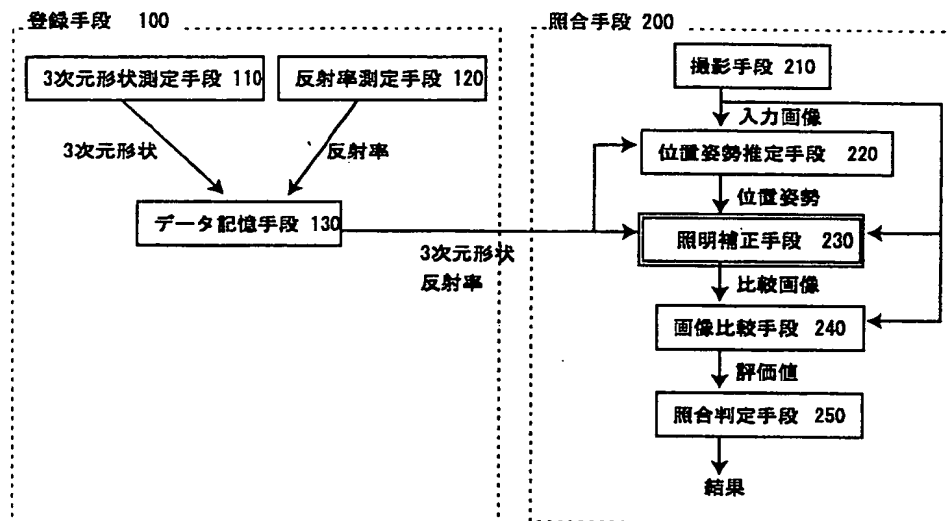 登録手段 100
3次元形状測定手段 110
反射率測定手段 120
3次元形状
反射率
データ記憶手段 130
3次元形状
反射率
照合手段 200
撮影手段 210
入力画像
位置姿勢推定手段 220
位置姿勢
照明補正手段 230
比較画像
画像比較手段 240
評価値
照合判定手段 250
結果